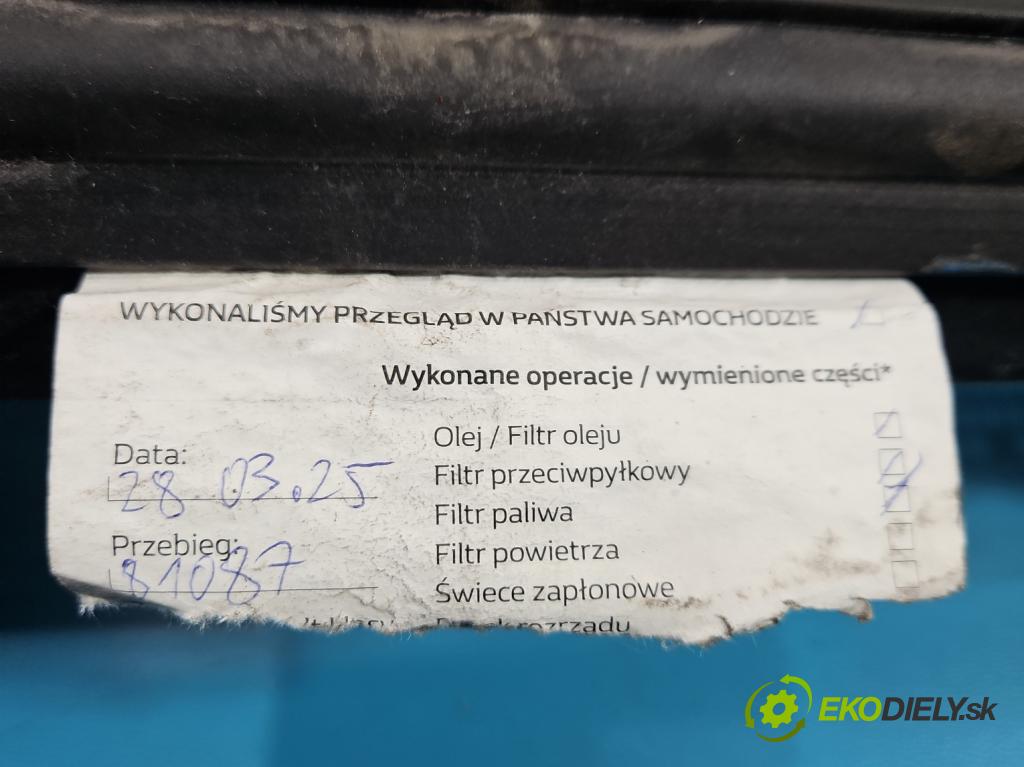 WYKONALIŚMY PRZEGLĄD W PAŃSTWA SAMOCHODZIE
Wykonane operacje / wymienione części*
Olej / Filtr oleju
Data:
28.03.25
Filtr przeciwpyłkowy
Filtr paliwa
Przebieg:
81087
Filtr powietrza
Świece zapłonowe
rozrządu
EKODIELY.sk